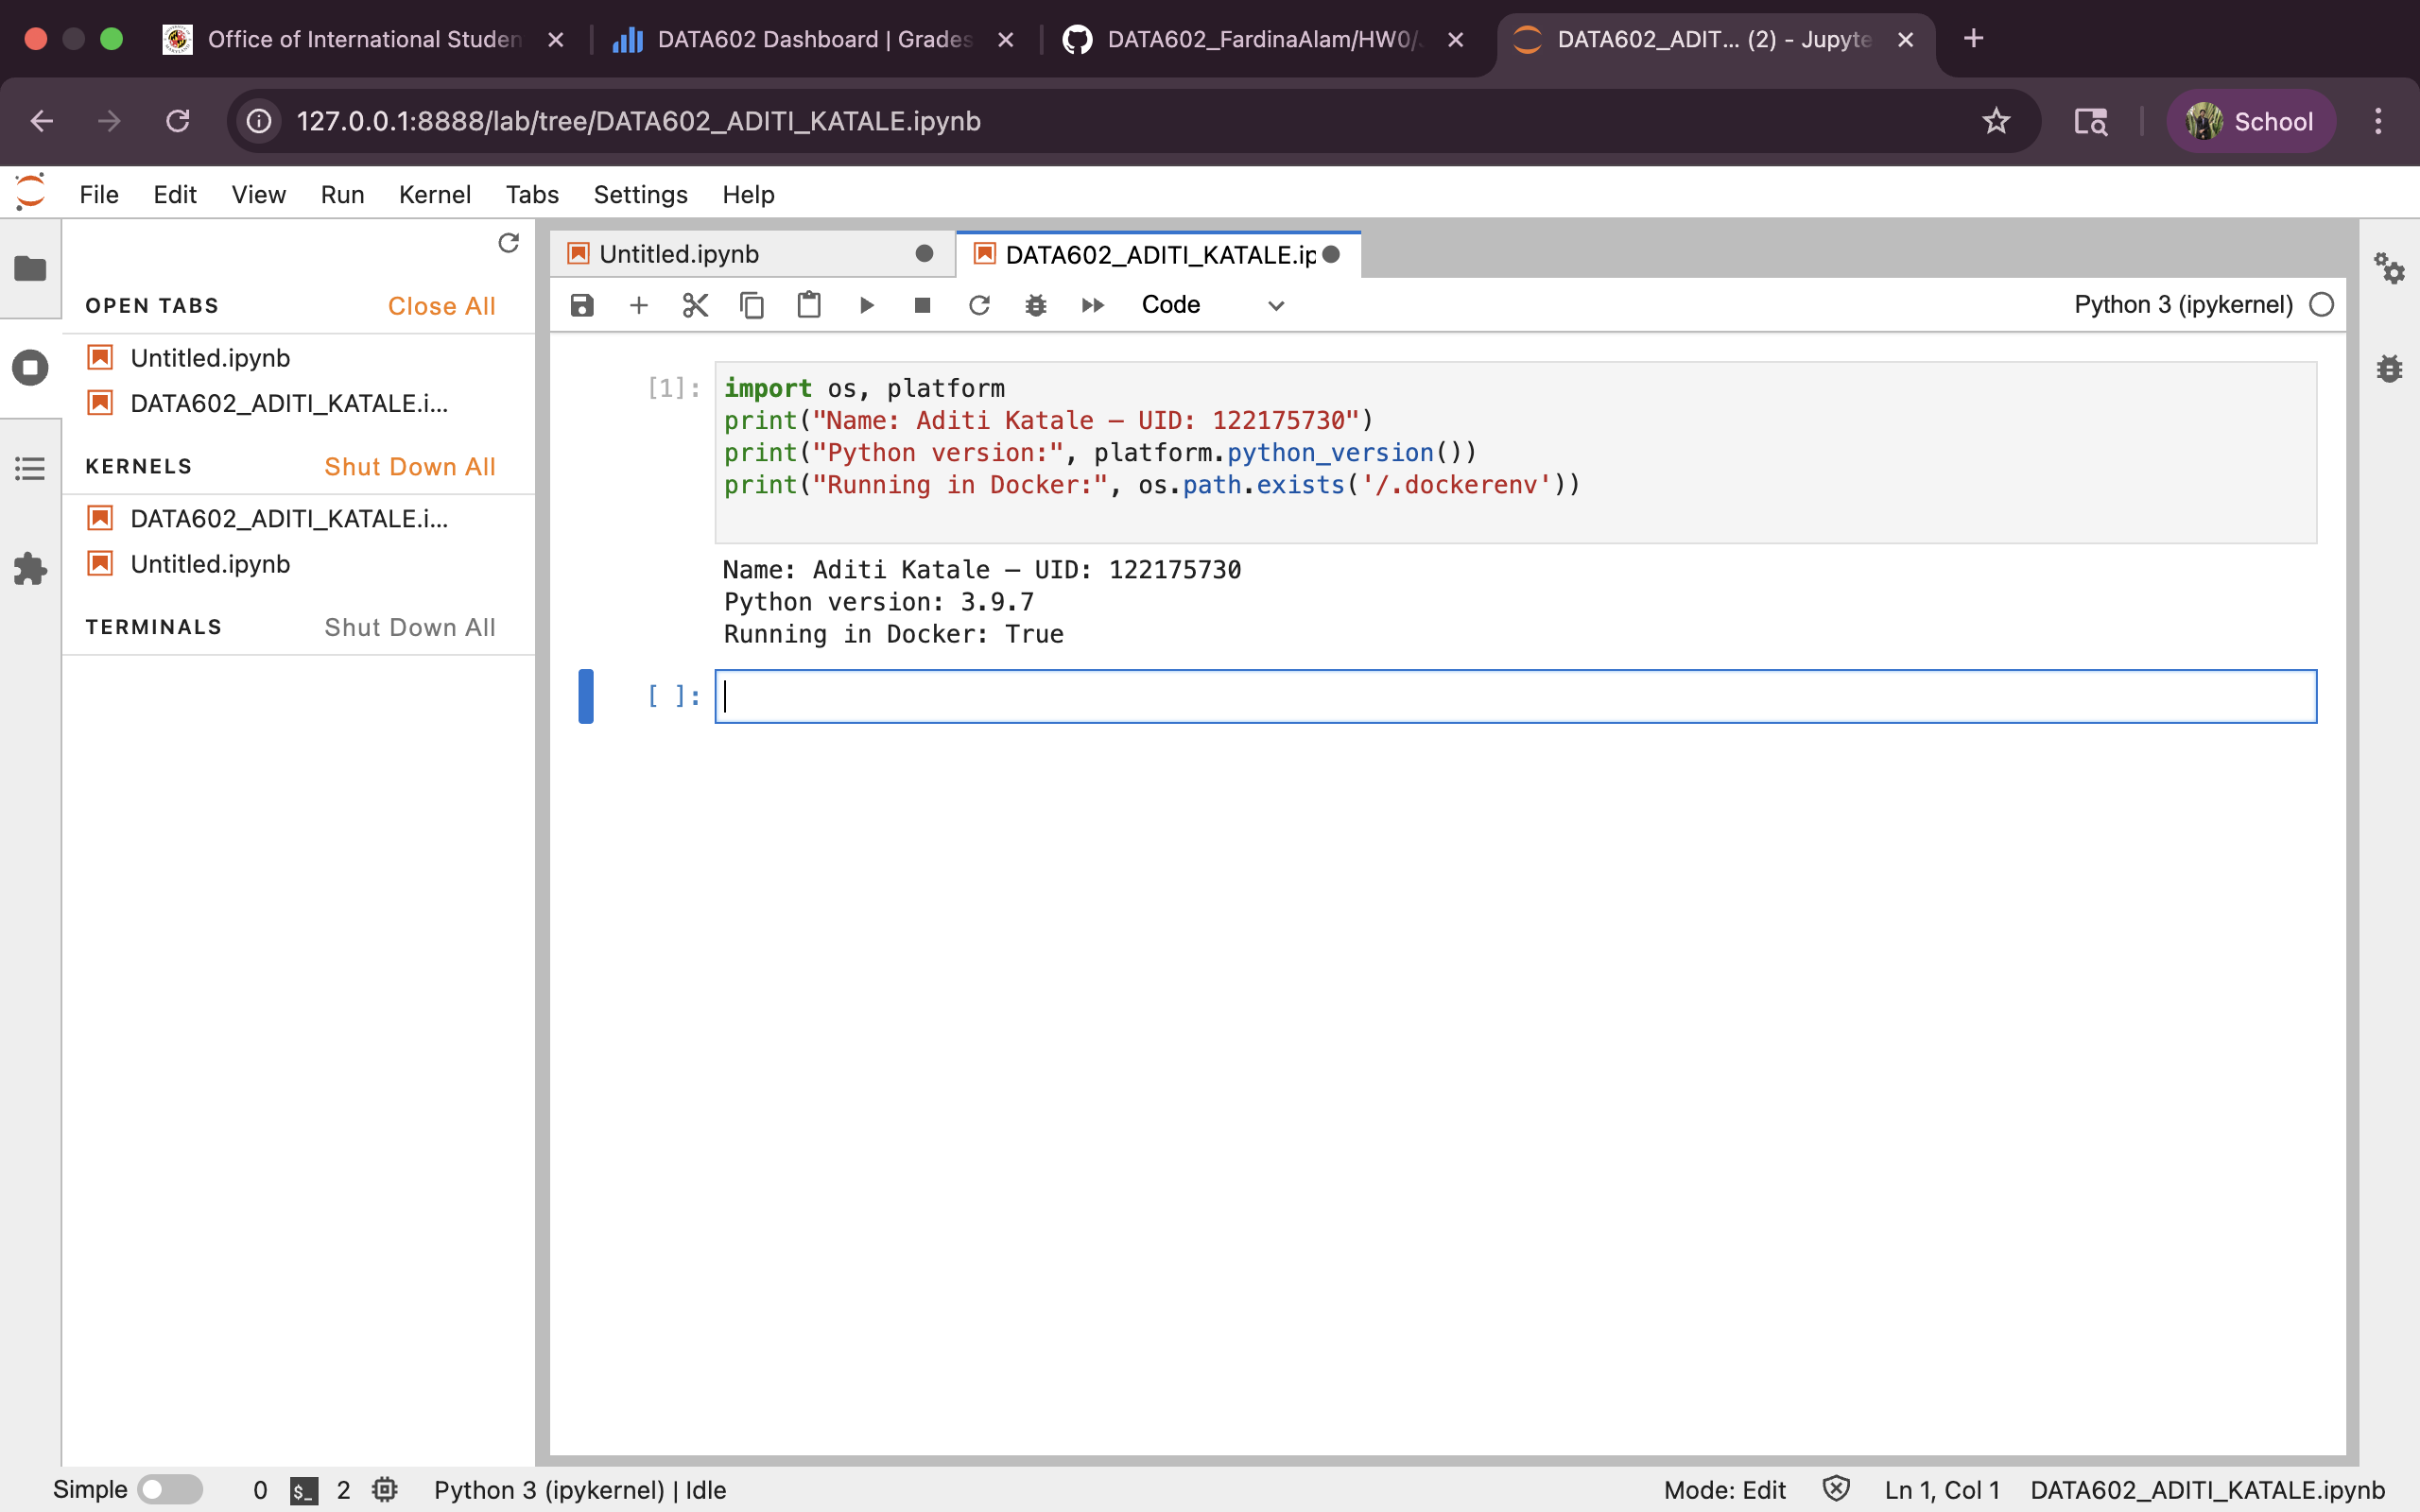 Office of International Studen
DATA602 Dashboard | Grades
DATA602_FardinaAlam/HW0/
DATA602_ADIT... (2) - Jupyte
127.0.0.1:8888/lab/tree/DATA602_ADITI_KATALE.ipynb
School
File Edit View Run Kernel Tabs Settings Help
Untitled.ipynb
DATA602_ADITI_KATALE.ip
OPEN TABS Close All
Untitled.ipynb
DATA602_ADITI_KATALE.i...
KERNELS Shut Down All
DATA602_ADITI_KATALE.i...
Untitled.ipynb
TERMINALS Shut Down All
Code
Python 3 (ipykernel)
[1]: import os, platform
print("Name: Aditi Katale — UID: 122175730")
print("Python version:", platform.python_version())
print("Running in Docker:", os.path.exists('/.dockerenv'))
Name: Aditi Katale — UID: 122175730
Python version: 3.9.7
Running in Docker: True
[ ]:
Simple 0 $_ 2 Python 3 (ipykernel) | Idle
Mode: Edit Ln 1, Col 1 DATA602_ADITI_KATALE.ipynb